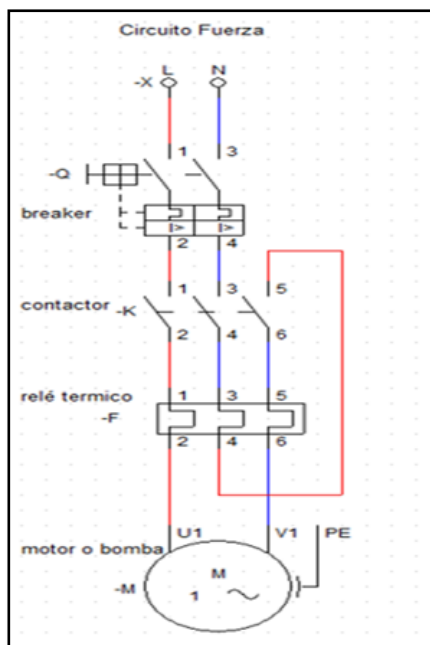 Circuito Fuerza
L N
-X
1 3
-Q
breaker
I> I>
2 4
1 3 5
contactor
-K
2 4 6
relé termico
1 3 5
-F
2 4 6
U1 V1 PE
motor o bomba
M
-M
1